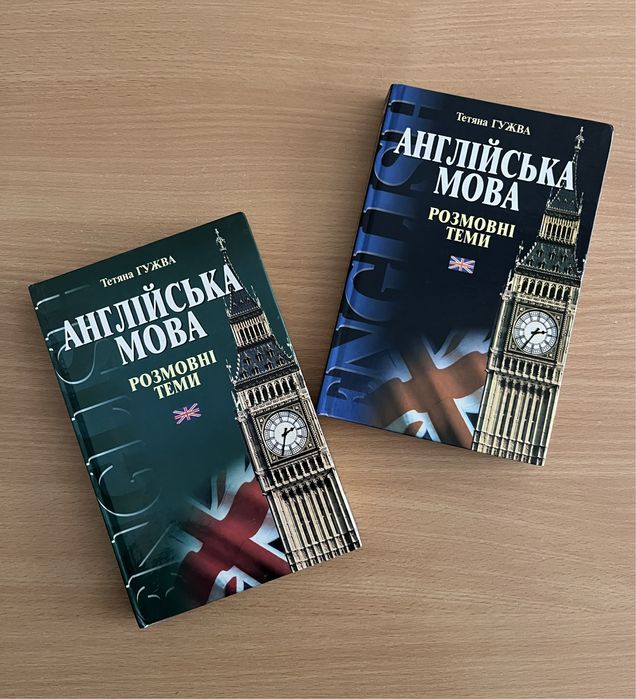 Тетяна ГУЖВА
АНГЛІЙСЬКА
МОВА
РОЗМОВНІ
ТЕМИ
ENGLISH
Тетяна ГУЖВА
АНГЛІЙСЬКА
МОВА
РОЗМОВНІ
ТЕМИ
ENGLISH